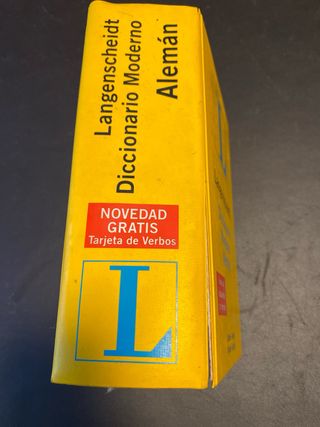 Langenscheidt
Diccionario Moderno
Alemán
NOVEDAD
GRATIS
Tarjeta de Verbos
L